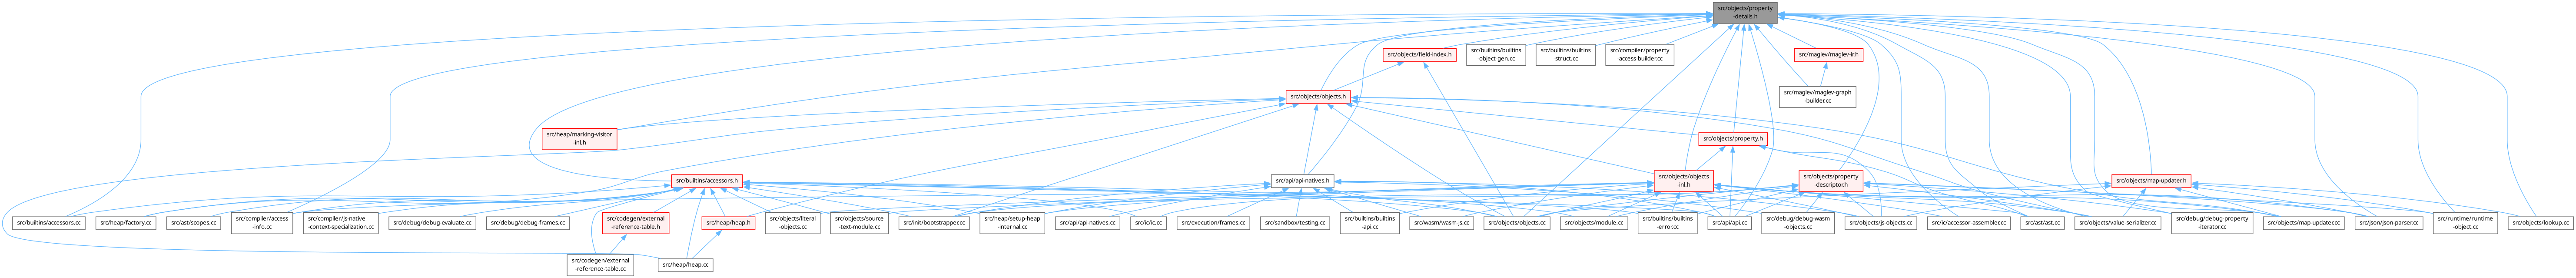 src/objects/property
-details.h
src/objects/field-index.h
src/builtins/builtins
-object-gen.cc
src/builtins/builtins
-struct.cc
src/compiler/property
-access-builder.cc
src/maglev/maglev-ir.h
src/objects/objects.h
src/maglev/maglev-graph
-builder.cc
src/heap/marking-visitor
-inl.h
src/objects/property.h
src/builtins/accessors.h
src/api/api-natives.h
src/objects/objects
-inl.h
src/objects/property
-descriptor.h
src/objects/map-updater.h
src/builtins/accessors.cc
src/heap/factory.cc
src/ast/scopes.cc
src/compiler/access
-info.cc
src/compiler/js-native
-context-specialization.cc
src/debug/debug-evaluate.cc
src/debug/debug-frames.cc
src/codegen/external
-reference-table.h
src/heap/heap.h
src/objects/literal
-objects.cc
src/objects/source
-text-module.cc
src/init/bootstrapper.cc
src/heap/setup-heap
-internal.cc
src/api/api-natives.cc
src/ic/ic.cc
src/execution/frames.cc
src/sandbox/testing.cc
src/builtins/builtins
-api.cc
src/wasm/wasm-js.cc
src/objects/objects.cc
src/objects/module.cc
src/builtins/builtins
-error.cc
src/api/api.cc
src/debug/debug-wasm
-objects.cc
src/objects/js-objects.cc
src/ic/accessor-assembler.cc
src/ast/ast.cc
src/objects/value-serializer.cc
src/debug/debug-property
-iterator.cc
src/objects/map-updater.cc
src/json/json-parser.cc
src/runtime/runtime
-object.cc
src/objects/lookup.cc
src/codegen/external
-reference-table.cc
src/heap/heap.cc